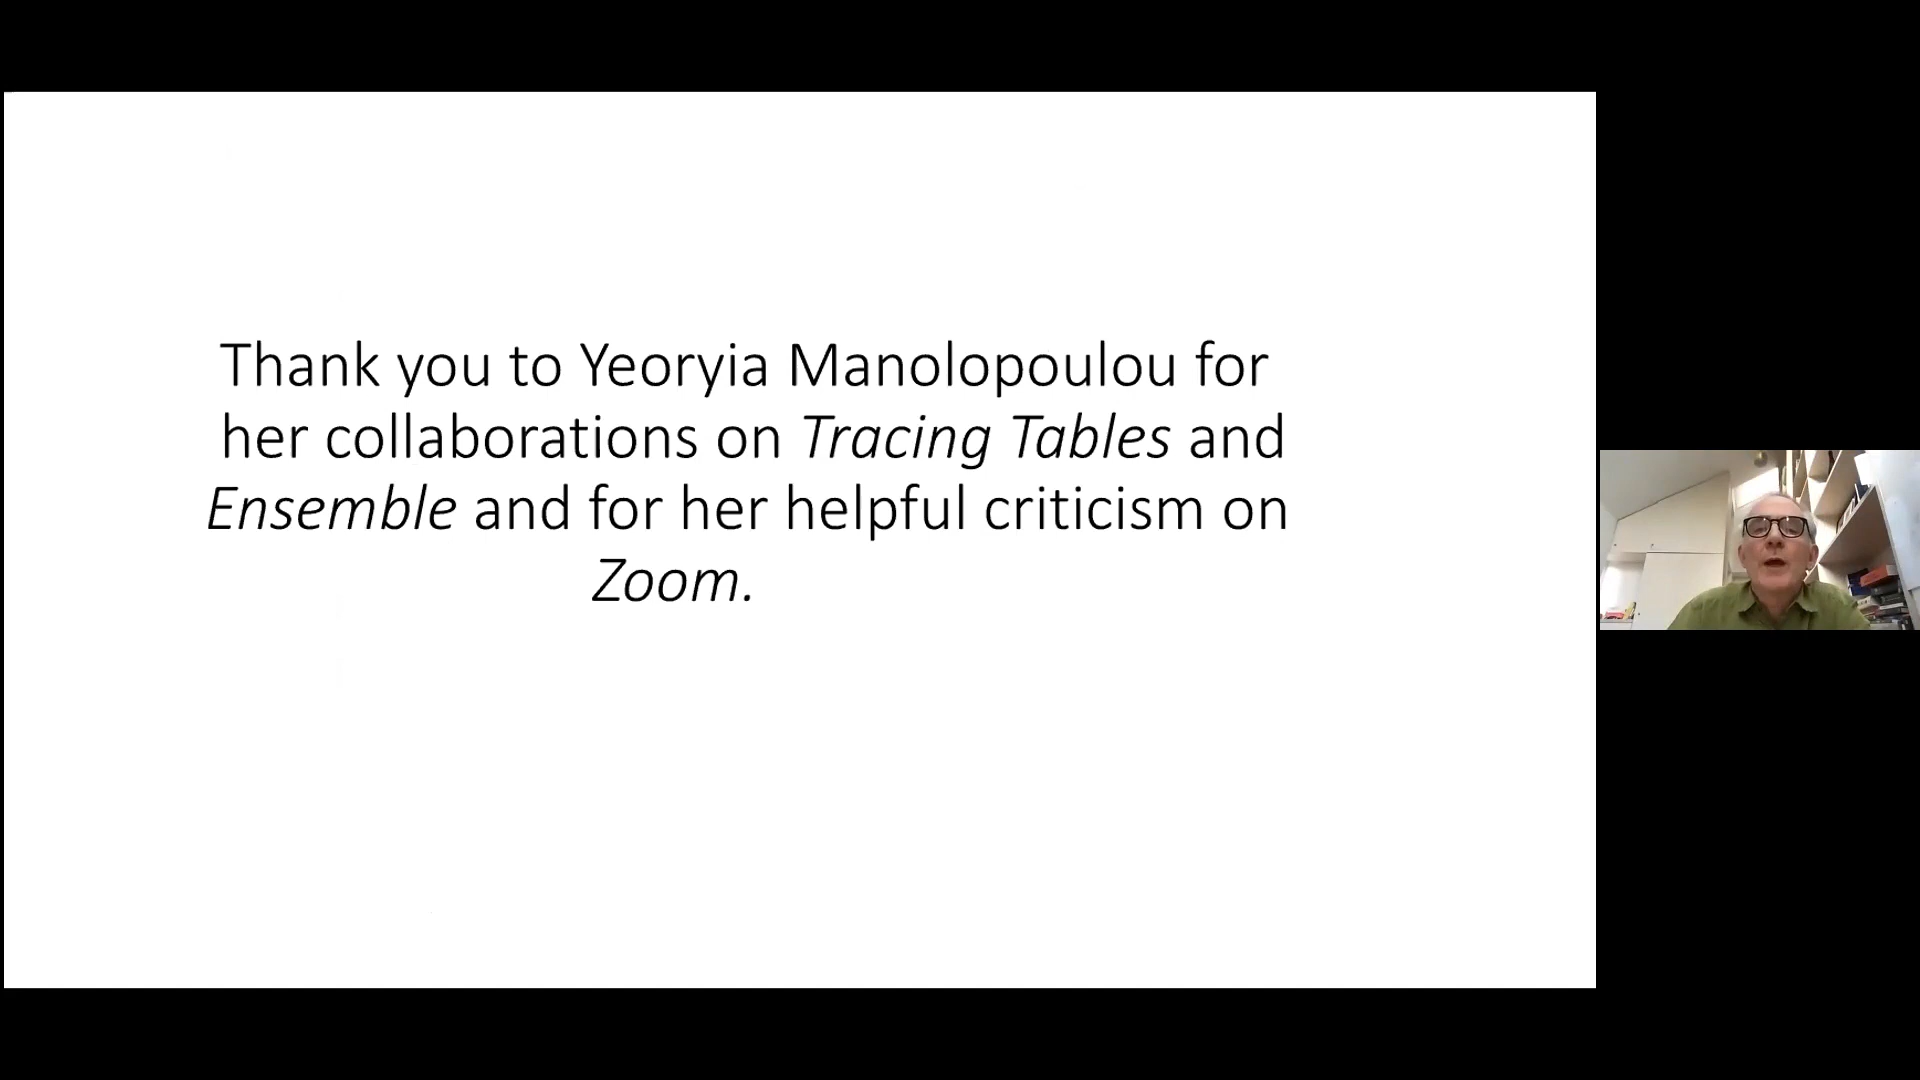 Thank you to Yeoryia Manolopoulou for
her collaborations on Tracing Tables and
Ensemble and for her helpful criticism on
Zoom.